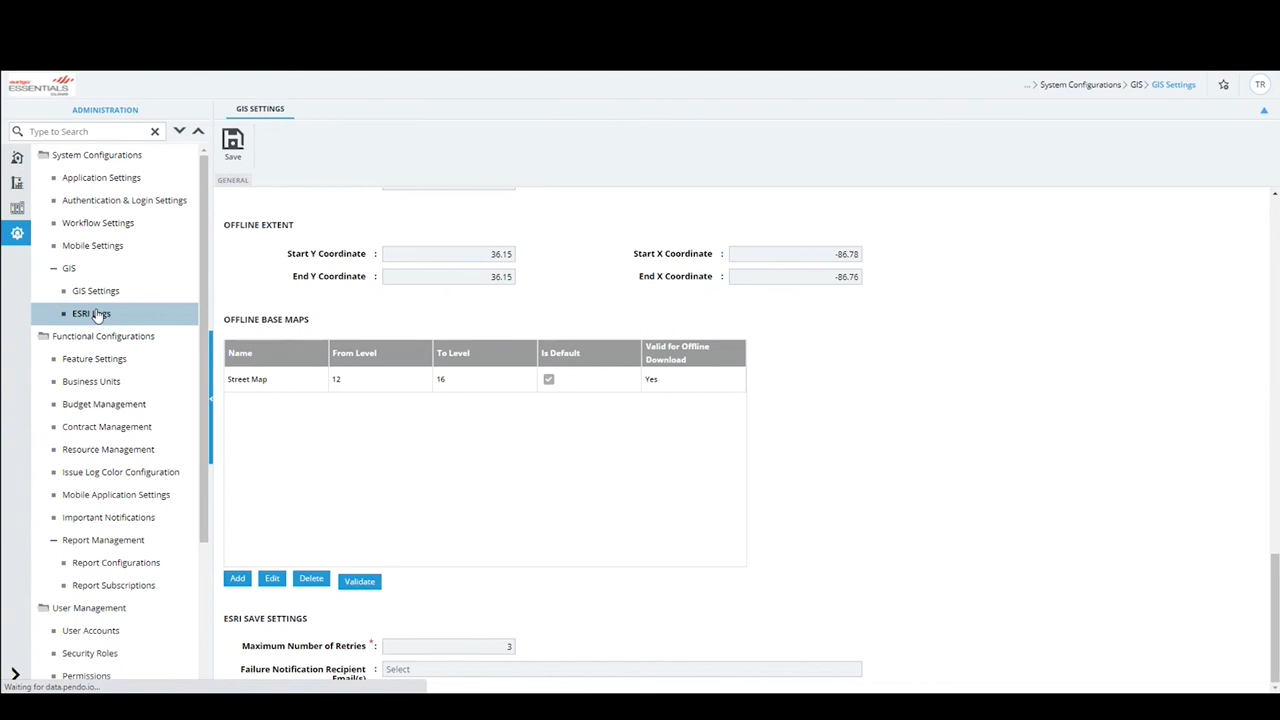 aurigo
ESSENTIALS
CLOUD
... > System Configurations > GIS > GIS Settings
TR
ADMINISTRATION
GIS SETTINGS
Type to Search
Save
GENERAL
System Configurations
Application Settings
Authentication & Login Settings
Workflow Settings
Mobile Settings
GIS
GIS Settings
ESRI Logs
Functional Configurations
Feature Settings
Business Units
Budget Management
Contract Management
Resource Management
Issue Log Color Configuration
Mobile Application Settings
Important Notifications
Report Management
Report Configurations
Report Subscriptions
User Management
User Accounts
Security Roles
Permissions
Waiting for data.pendo.io...
OFFLINE EXTENT
Start Y Coordinate : 36.15 Start X Coordinate : -86.78
End Y Coordinate : 36.15 End X Coordinate : -86.76
OFFLINE BASE MAPS
Name From Level To Level Is Default Valid for Offline
Download
Street Map 12 16 Yes
Add Edit Delete Validate
ESRI SAVE SETTINGS
Maximum Number of Retries * : 3
Failure Notification Recipient : Select
Email(s)